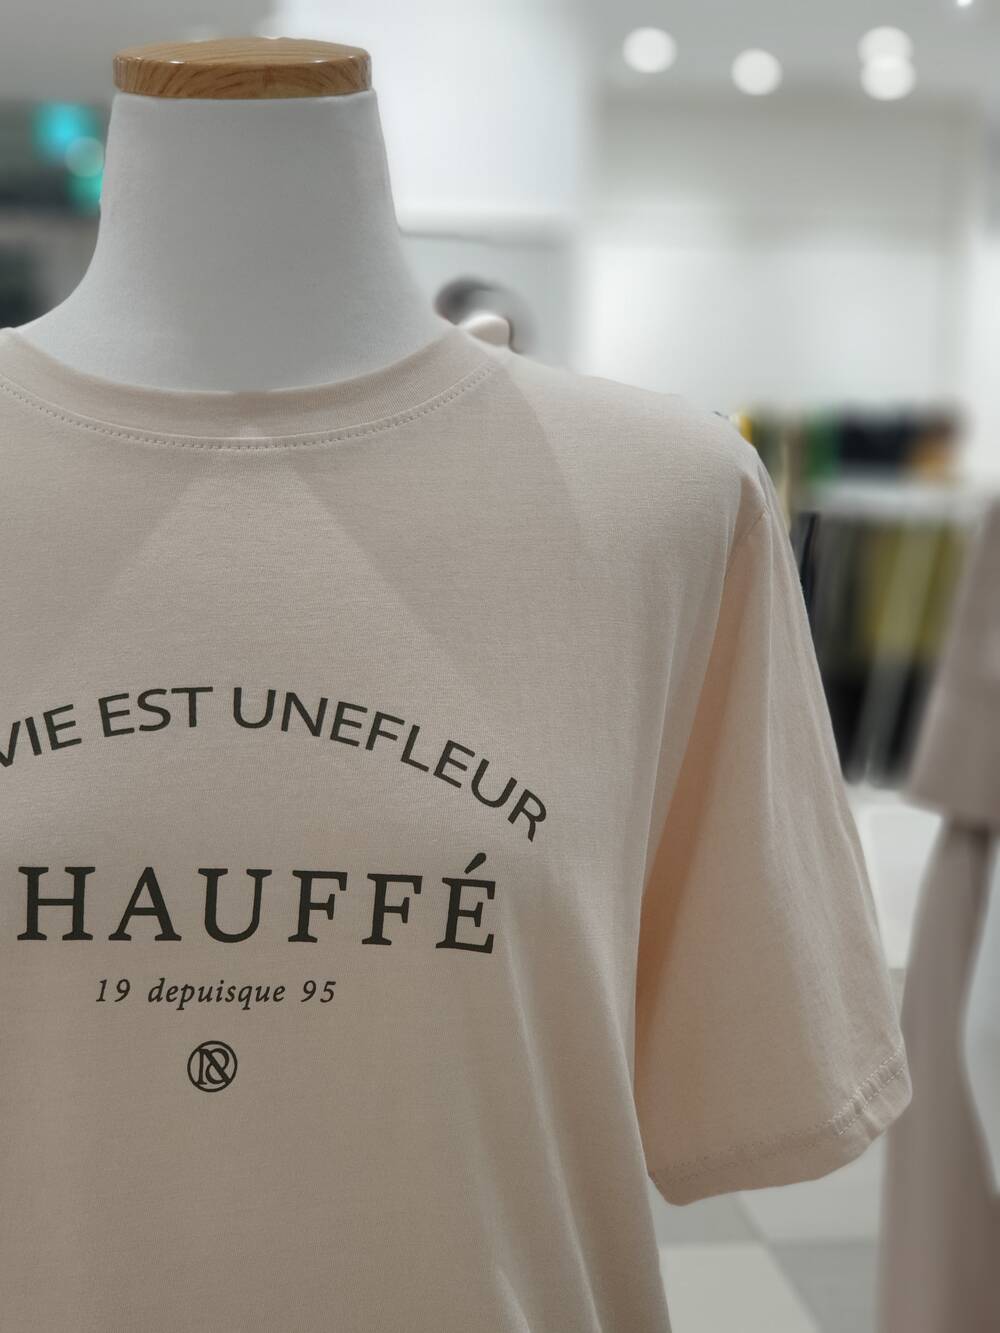 VIE EST UNEFLEUR
HAUFFÉ
19 depuisque 95